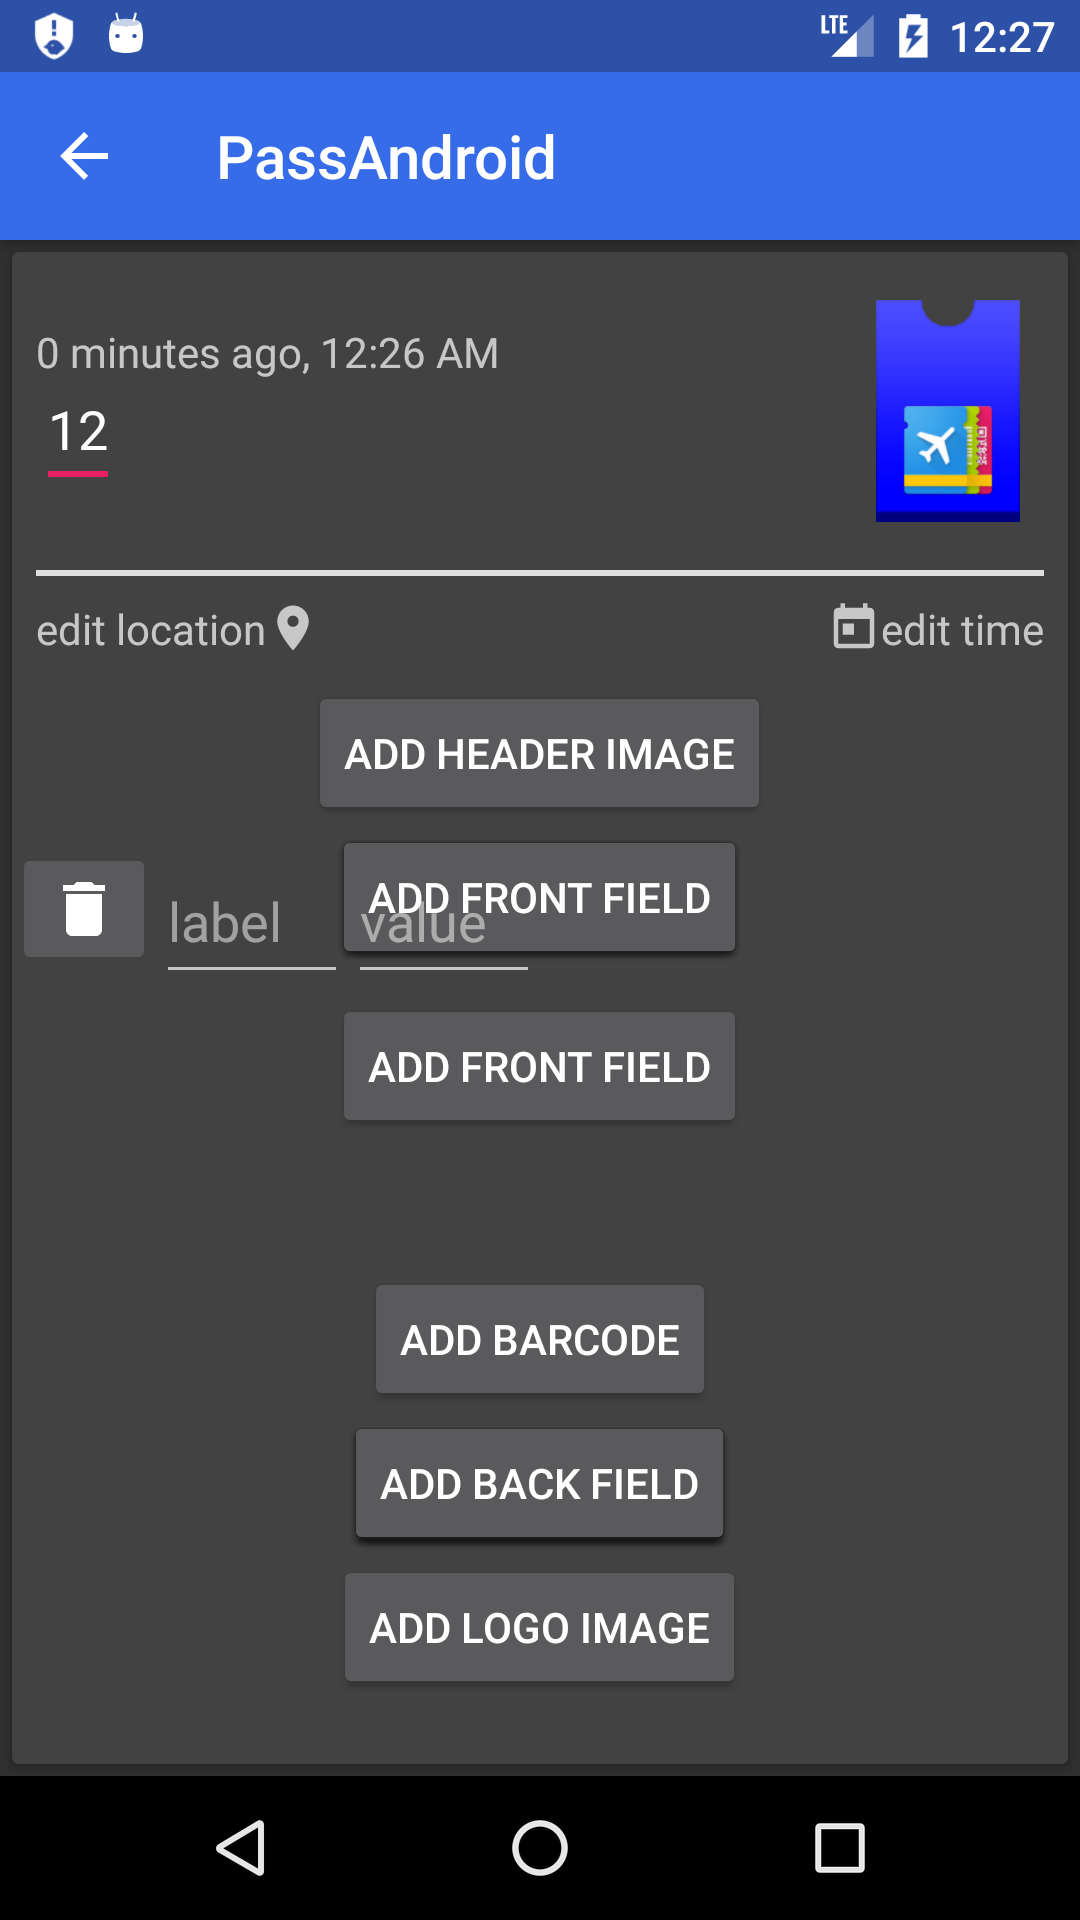 LTE 12:27
PassAndroid
0 minutes ago, 12:26 AM
12
edit location edit time
ADD HEADER IMAGE
ADD FRONT FIELD
label value
ADD FRONT FIELD
ADD BARCODE
ADD BACK FIELD
ADD LOGO IMAGE